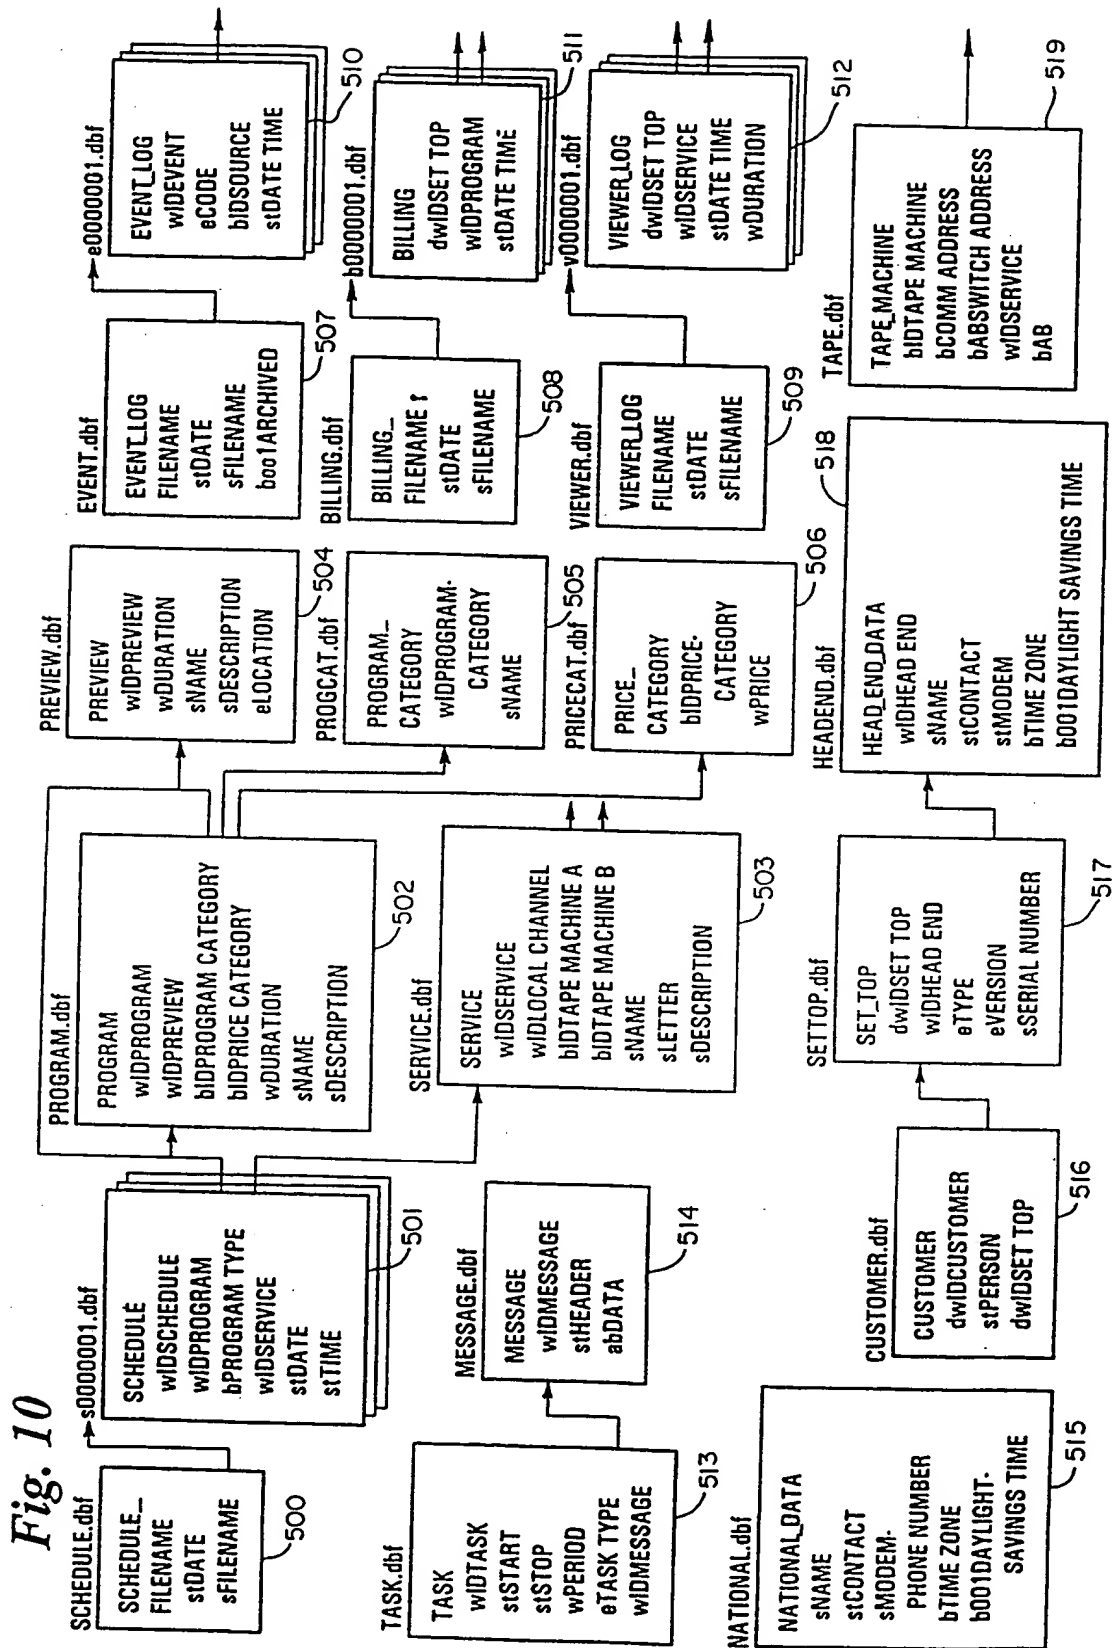 Fig. 10
SCHEDULE.dbf
SCHEDULE_
FILENAME
stDATE
sFILENAME
500
s0000001.dbf
SCHEDULE
wIDSCHEDULE
wIDPROGRAM
bPROGRAM TYPE
wIDSERVICE
stDATE
stTIME
501
PROGRAM.dbf
PROGRAM
wIDPROGRAM
wIDPREVIEW
bIDPROGRAM CATEGORY
bIDPRICE CATEGORY
wDURATION
sNAME
sDESCRIPTION
502
PREVIEW.dbf
PREVIEW
wIDPREVIEW
wDURATION
sNAME
sDESCRIPTION
eLOCATION
504
EVENT.dbf
EVENT_LOG
FILENAME
stDATE
sFILENAME
boo1ARCHIVED
507
e0000001.dbf
EVENT_LOG
wIDEVENT
eCODE
bIDSOURCE
stDATE TIME
510
PROGCAT.dbf
PROGRAM_
CATEGORY
wIDPROGRAM-
CATEGORY
sNAME
505
BILLING.dbf
BILLING_
FILENAME
stDATE
sFILENAME
508
b0000001.dbf
BILLING
dwIDSET TOP
wIDPROGRAM
stDATE TIME
511
TASK.dbf
TASK
wIDTASK
stSTART
stSTOP
wPERIOD
eTASK TYPE
wIDMESSAGE
513
MESSAGE.dbf
MESSAGE
wIDMESSAGE
stHEADER
abDATA
514
SERVICE.dbf
SERVICE
wIDSERVICE
wIDLOCAL CHANNEL
bIDTAPE MACHINE A
bIDTAPE MACHINE B
sNAME
sLETTER
sDESCRIPTION
503
PRICECAT.dbf
PRICE_
CATEGORY
bIDPRICE-
CATEGORY
wPRICE
506
VIEWER.dbf
VIEWER_LOG
FILENAME
stDATE
sFILENAME
509
v0000001.dbf
VIEWER_LOG
dwIDSET TOP
wIDSERVICE
stDATE TIME
wDURATION
512
NATIONAL.dbf
NATIONAL_DATA
sNAME
stCONTACT
sMODEM-
PHONE NUMBER
bTIME ZONE
b001DAYLIGHT-
SAVINGS TIME
515
CUSTOMER.dbf
CUSTOMER
dwIDCUSTOMER
stPERSON
dwIDSET TOP
516
SETTOP.dbf
SET_TOP
dwIDSET TOP
wIDHEAD END
eTYPE
eVERSION
sSERIAL NUMBER
517
HEADEND.dbf
HEAD_END_DATA
wIDHEAD END
sNAME
stCONTACT
stMODEM
bTIME ZONE
b001DAYLIGHT SAVINGS TIME
518
TAPE.dbf
TAPE_MACHINE
bIDTAPE MACHINE
bCOMM ADDRESS
bABSWITCH ADDRESS
wIDSERVICE
bAB
519